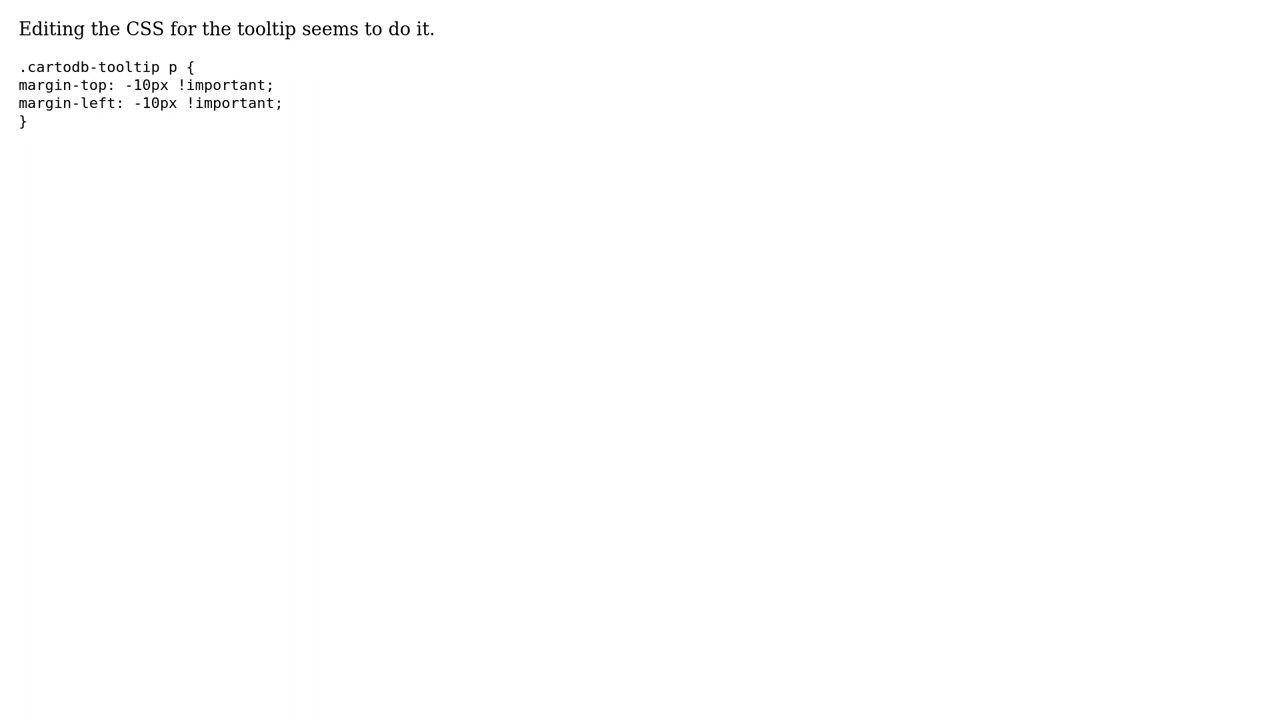 Editing the CSS for the tooltip seems to do it.
.cartodb-tooltip p {
margin-top: -10px !important;
margin-left: -10px !important;
}